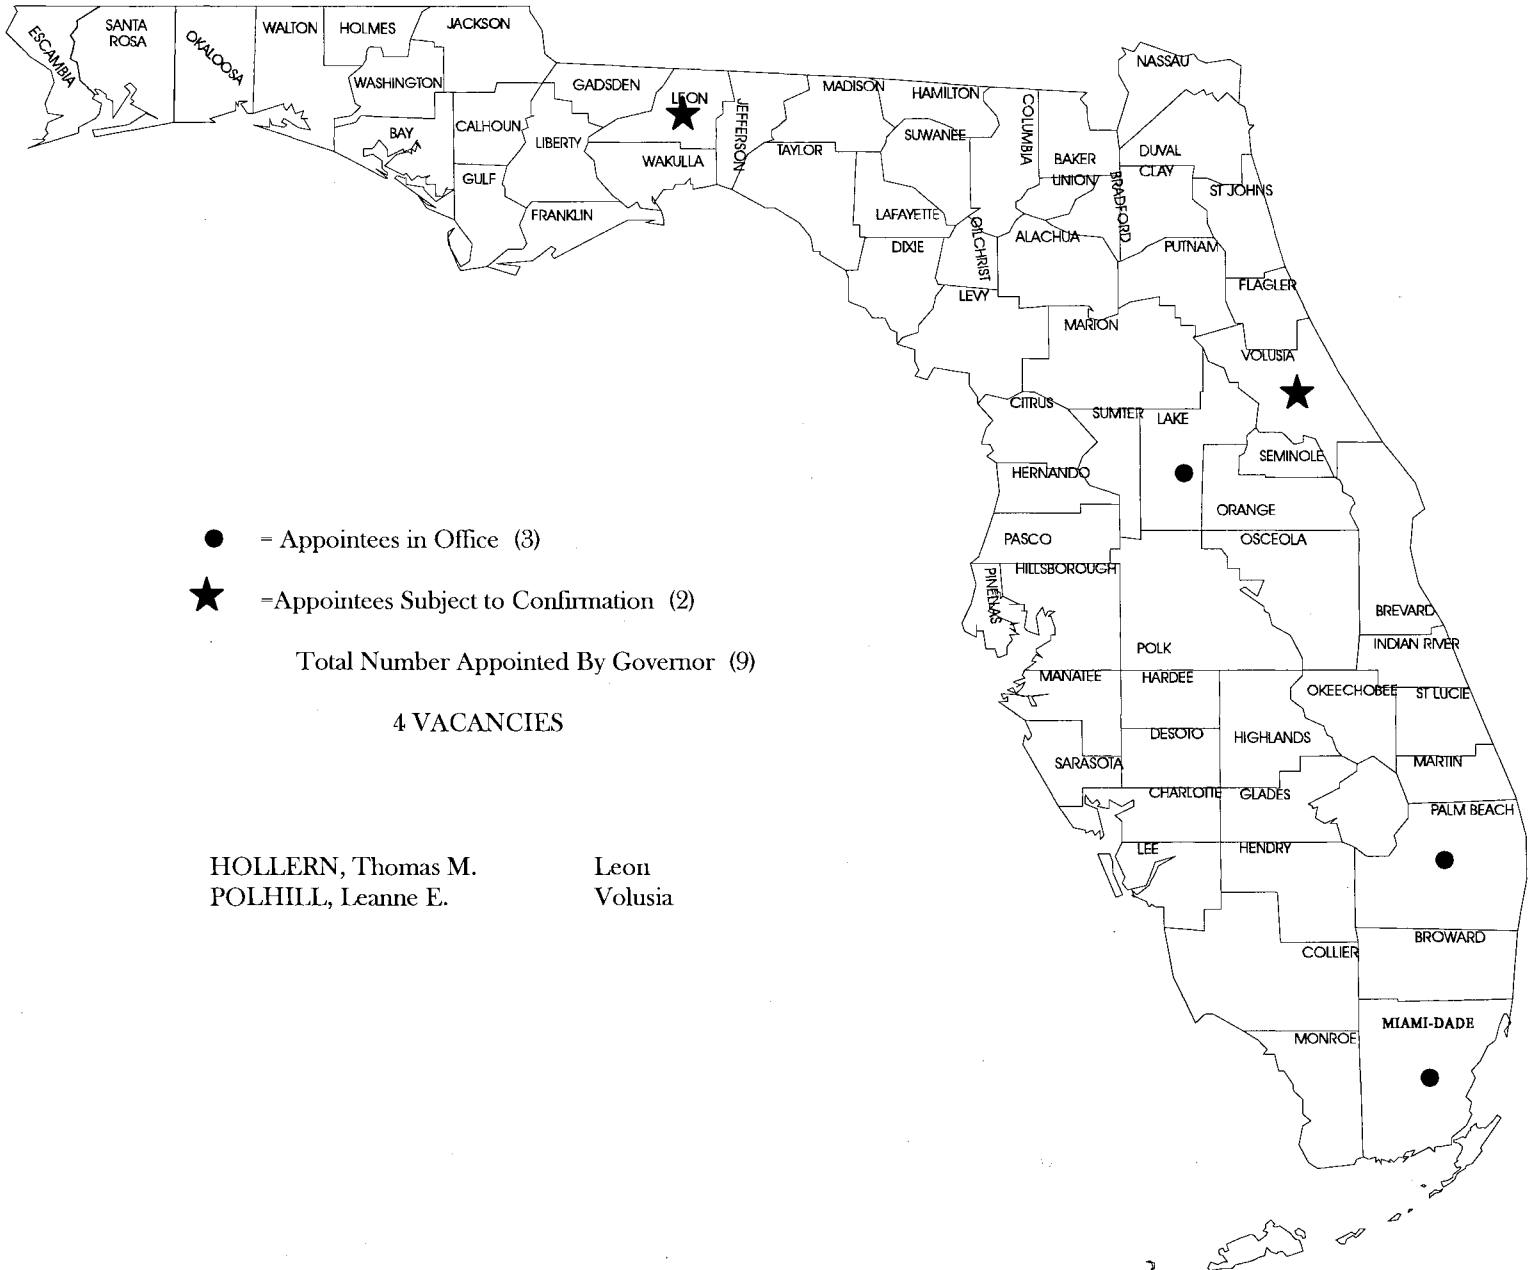 ESCAMBIA
SANTA
ROSA
OKALOOSA
WALTON
HOLMES
JACKSON
WASHINGTON
BAY
CALHOUN
GULF
LIBERTY
GADSDEN
FRANKLIN
LEON
WAKULLA
JEFFERSON
MADISON
TAYLOR
HAMILTON
SUWANEE
LAFAYETTE
DIXIE
COLUMBIA
GILCHRIST
LEVY
BAKER
UNION
BRADFORD
ALACHUA
NASSAU
DUVAL
CLAY
ST JOHNS
PUTNAM
FLAGLER
MARION
VOLUSIA
CITRUS
SUMTER
LAKE
SEMINOLE
HERNANDO
ORANGE
PASCO
OSCEOLA
HILLSBOROUGH
PINELLAS
BREVARD
INDIAN RIVER
POLK
MANATEE
HARDEE
OKEECHOBEE
ST LUCIE
DESOTO
HIGHLANDS
SARASOTA
MARTIN
CHARLOTTE
GLADES
PALM BEACH
LEE
HENDRY
BROWARD
COLLIER
MIAMI-DADE
MONROE
= Appointees in Office (3)
=Appointees Subject to Confirmation (2)
Total Number Appointed By Governor (9)
4 VACANCIES
HOLLERN, Thomas M. Leon
POLHILL, Leanne E. Volusia